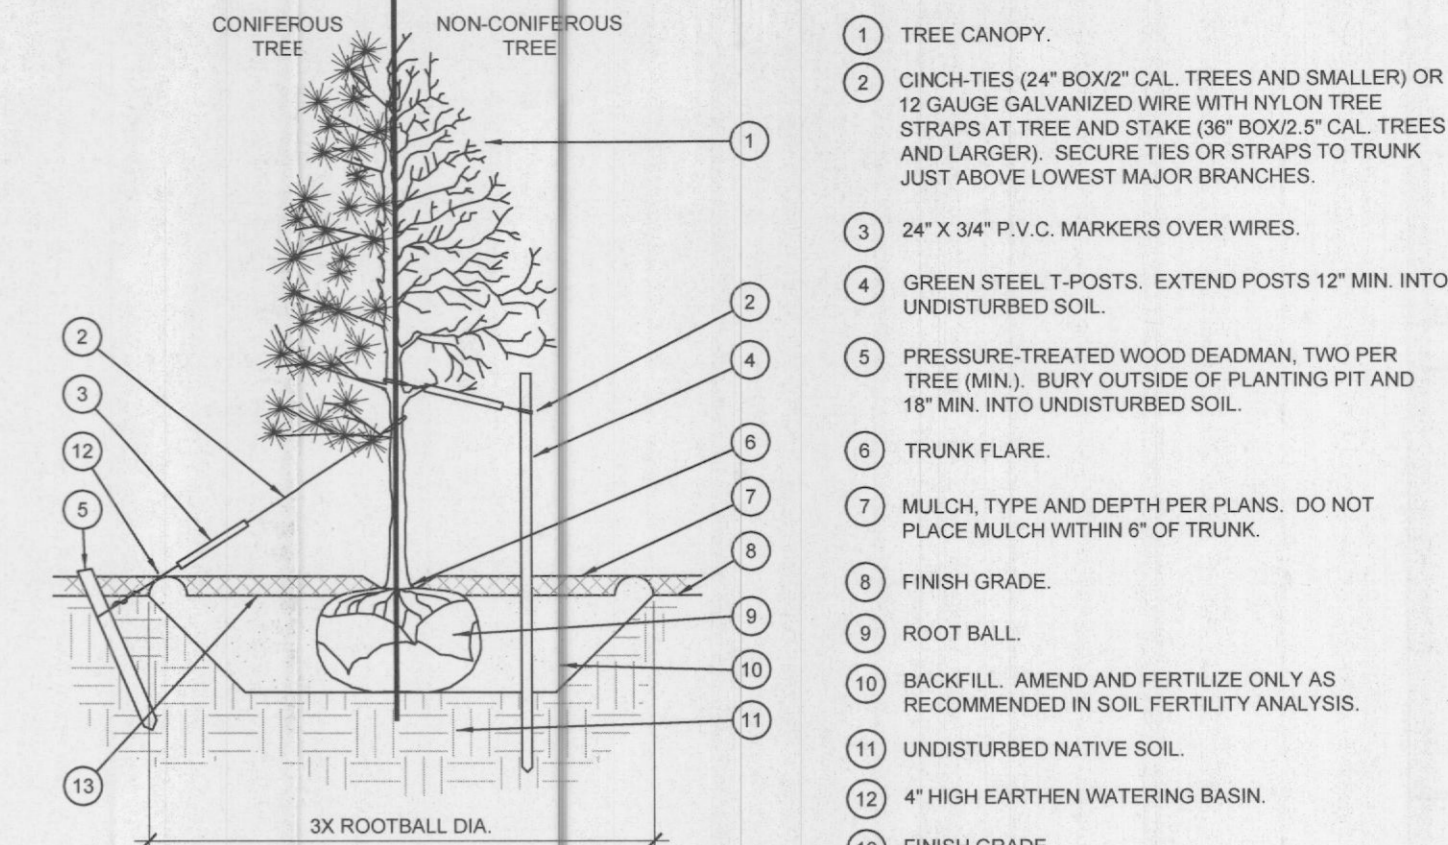 CONIFEROUS
TREE
NON-CONIFEROUS
TREE
1
2
4
6
7
8
9
10
11
2
3
12
5
13
3X ROOTBALL DIA.
1 TREE CANOPY.
2 CINCH-TIES (24" BOX/2" CAL. TREES AND SMALLER) OR
12 GAUGE GALVANIZED WIRE WITH NYLON TREE
STRAPS AT TREE AND STAKE (36" BOX/2.5" CAL. TREES
AND LARGER). SECURE TIES OR STRAPS TO TRUNK
JUST ABOVE LOWEST MAJOR BRANCHES.
3 24" X 3/4" P.V.C. MARKERS OVER WIRES.
4 GREEN STEEL T-POSTS. EXTEND POSTS 12" MIN. INTO
UNDISTURBED SOIL.
5 PRESSURE-TREATED WOOD DEADMAN, TWO PER
TREE (MIN.). BURY OUTSIDE OF PLANTING PIT AND
18" MIN. INTO UNDISTURBED SOIL.
6 TRUNK FLARE.
7 MULCH, TYPE AND DEPTH PER PLANS. DO NOT
PLACE MULCH WITHIN 6" OF TRUNK.
8 FINISH GRADE.
9 ROOT BALL.
10 BACKFILL. AMEND AND FERTILIZE ONLY AS
RECOMMENDED IN SOIL FERTILITY ANALYSIS.
11 UNDISTURBED NATIVE SOIL.
12 4" HIGH EARTHEN WATERING BASIN.
13 FINISH GRADE